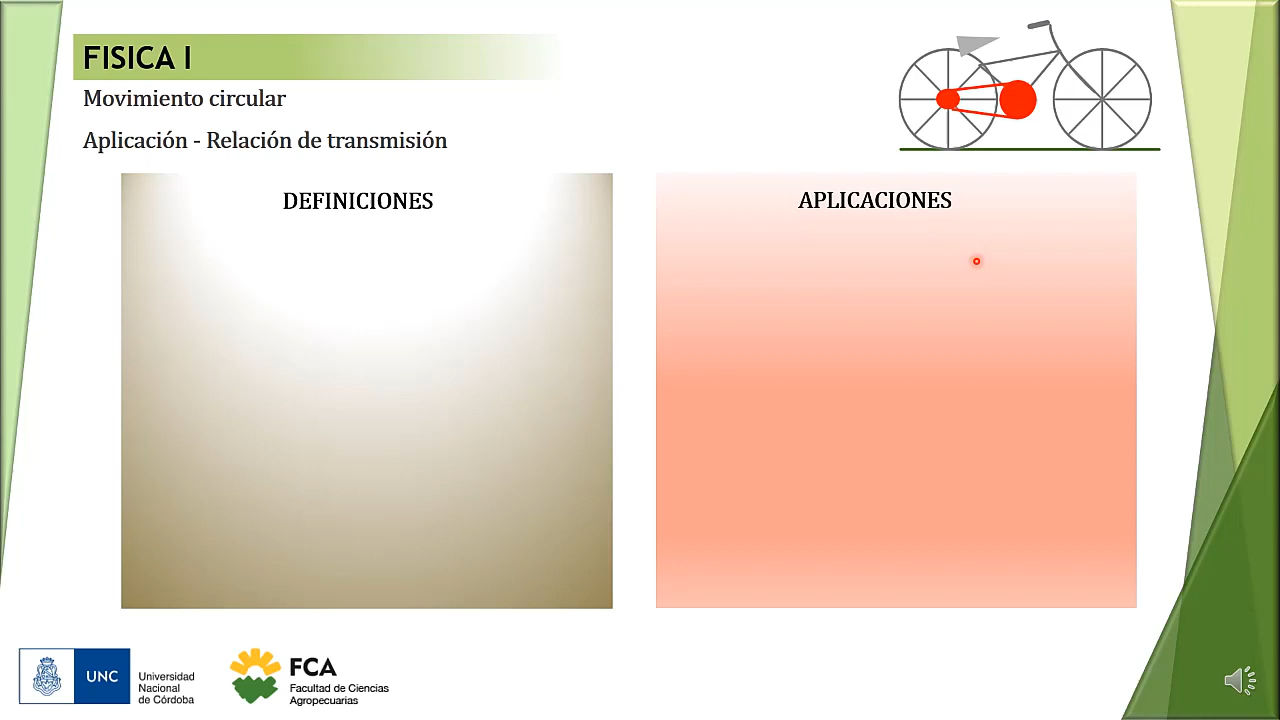 FISICA I
Movimiento circular
Aplicación - Relación de transmisión
DEFINICIONES
APLICACIONES
UNC
Universidad
Nacional
de Córdoba
FCA
Facultad de Ciencias
Agropecuarias